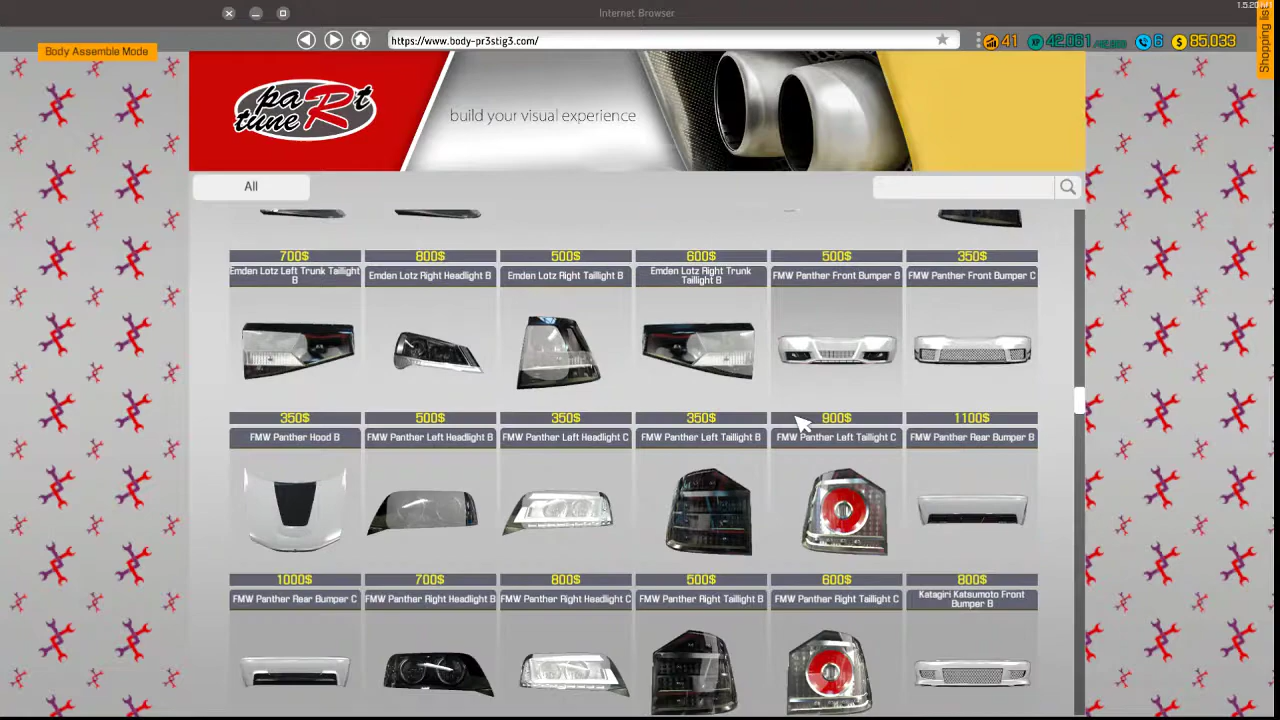 Internet Browser
1.5.20
Body Assemble Mode
https://www.body-pr3stig3.com/
41
42,061
6
85,033
Shopping list
paRt
tune
build your visual experience
All
700$ 800$ 500$ 600$ 500$ 350$
Emden Lotz Left Trunk Taillight
B
Emden Lotz Right Headlight B
Emden Lotz Right Taillight B
Emden Lotz Right Trunk
Taillight B
FMW Panther Front Bumper B
FMW Panther Front Bumper C
350$ 500$ 350$ 350$ 900$ 1100$
FMW Panther Hood B
FMW Panther Left Headlight B
FMW Panther Left Headlight C
FMW Panther Left Taillight B
FMW Panther Left Taillight C
FMW Panther Rear Bumper B
1000$ 700$ 800$ 500$ 600$ 800$
FMW Panther Rear Bumper C
FMW Panther Right Headlight B
FMW Panther Right Headlight C
FMW Panther Right Taillight B
FMW Panther Right Taillight C
Katagiri Katsumoto Front
Bumper B